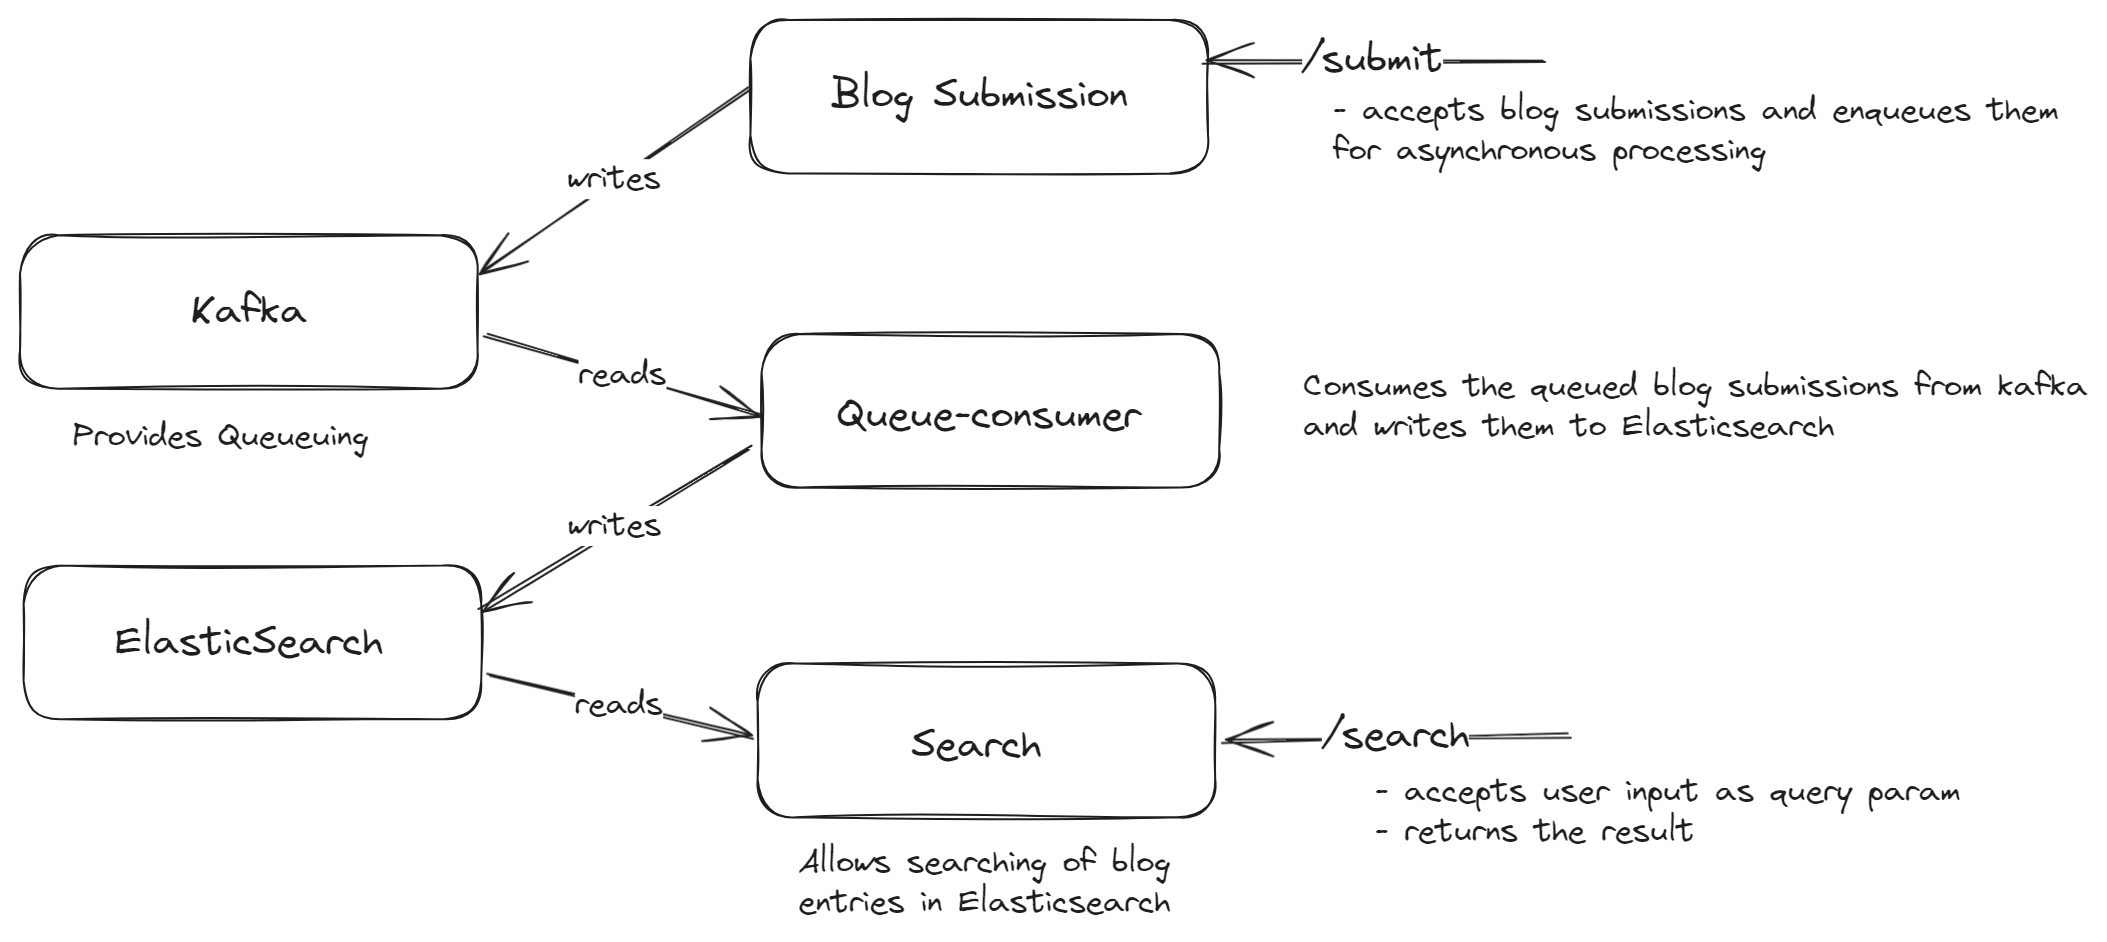 Blog Submission
/submit
- accepts blog submissions and enqueues them
for asynchronous processing
writes
Kafka
Provides Queueuing
reads
Queue-consumer
Consumes the queued blog submissions from kafka
and writes them to Elasticsearch
writes
ElasticSearch
reads
Search
/search
- accepts user input as query param
- returns the result
Allows searching of blog
entries in Elasticsearch